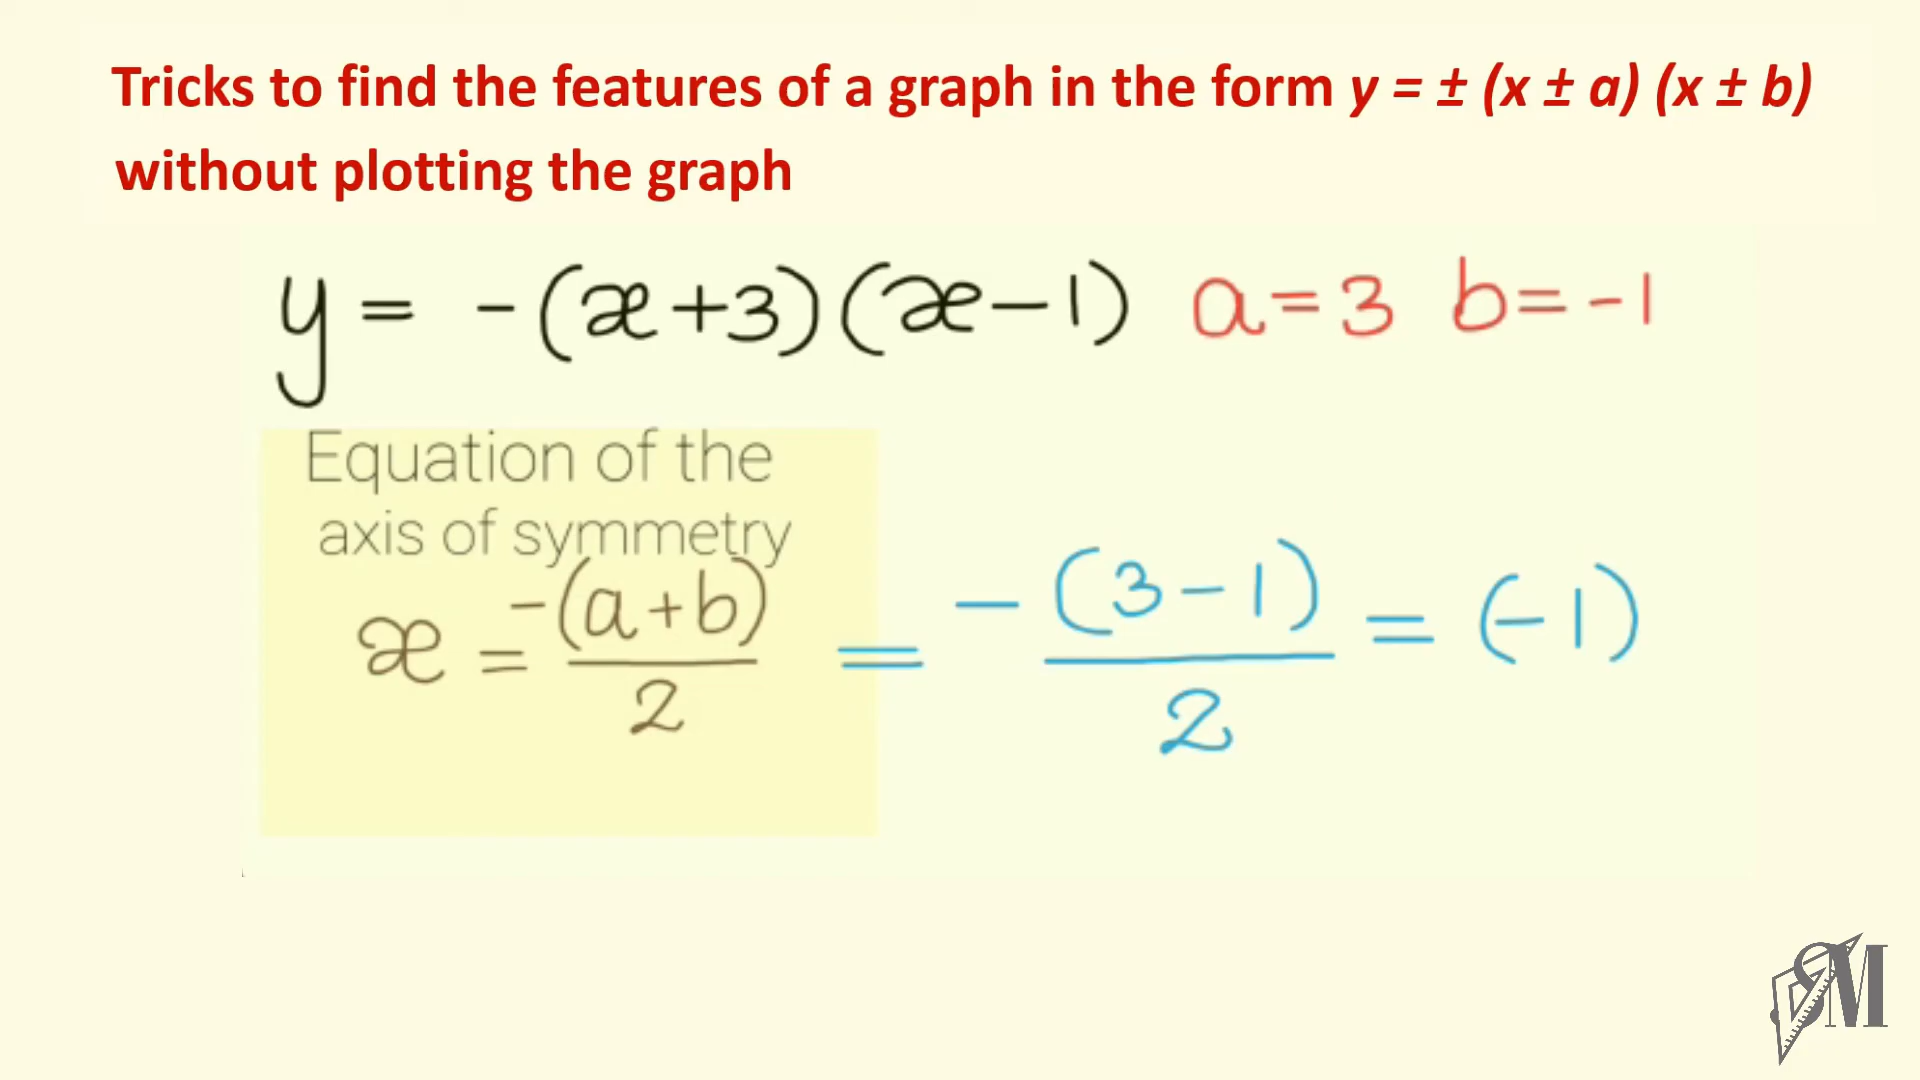 Tricks to find the features of a graph in the form y = ± (x ± a) (x ± b)
without plotting the graph
y = -(x+3)(x-1) a=3 b=-1
Equation of the
axis of symmetry
x = -(a+b)/2 = -(3-1)/2 = (-1)
SM